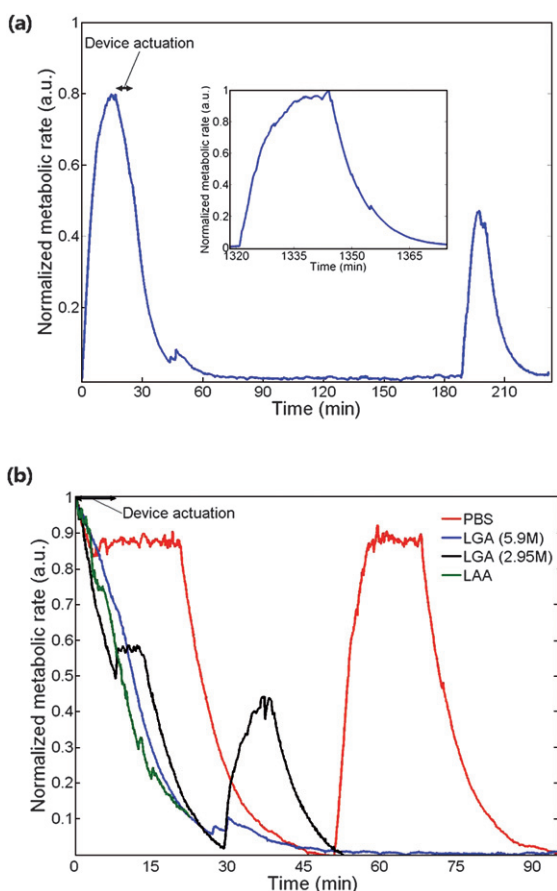 (a)
Device actuation
Normalized metabolic rate (a.u.)
1
0.8
0.6
0.4
0.2
0 30 60 90 120 150 180 210
Time (min)
Normalized metabolic rate (a.u.)
1
0.8
0.6
0.4
0.2
0
1320 1335 1350 1365
Time (min)
(b)
Device actuation
Normalized metabolic rate (a.u.)
1
0.9
0.8
0.7
0.6
0.5
0.4
0.3
0.2
0.1
0 15 30 45 60 75 90
Time (min)
PBS
LGA (5.9M)
LGA (2.95M)
LAA